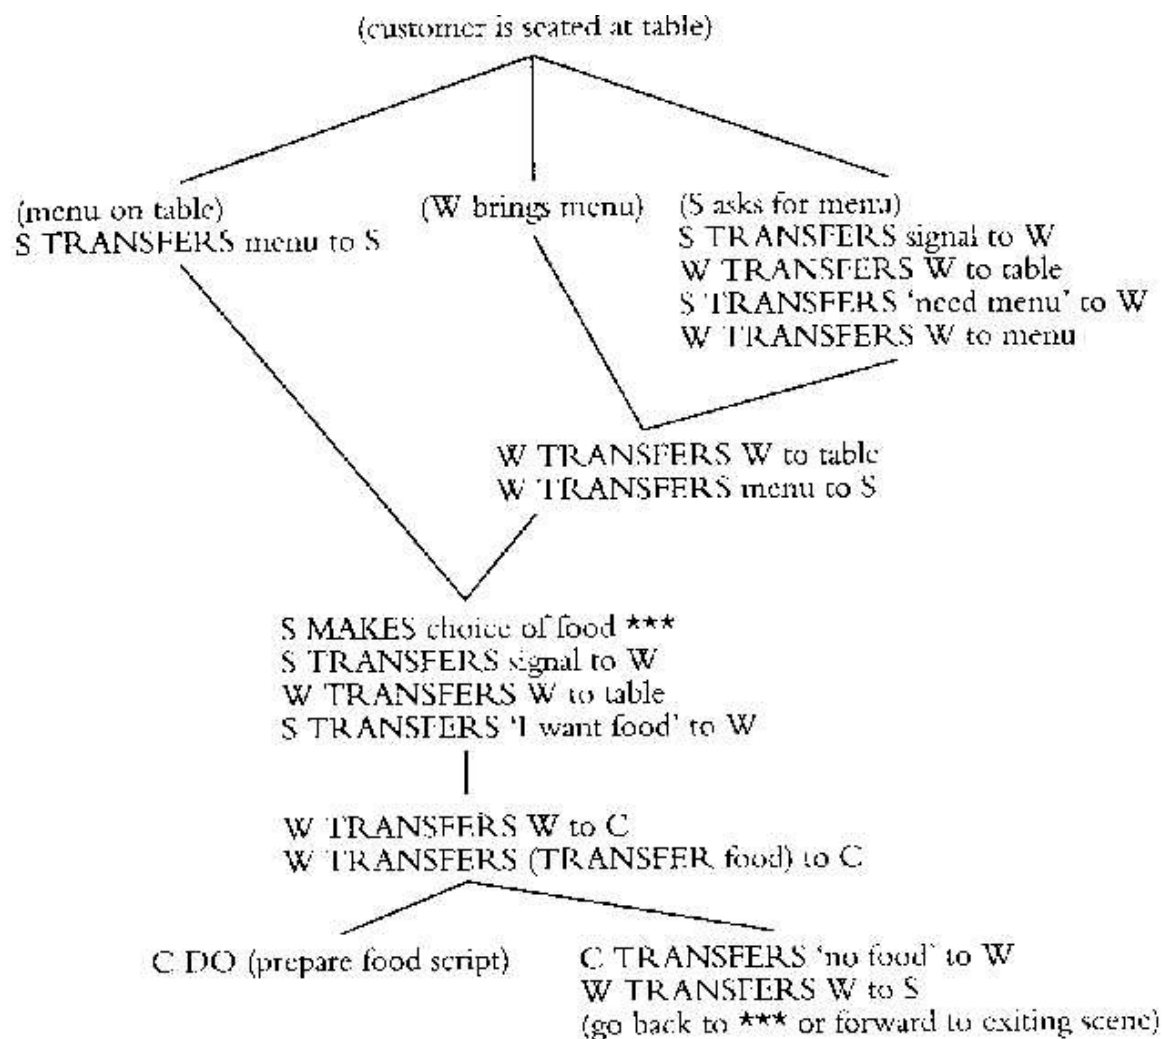 (customer is seated at table)
(menu on table)
S TRANSFERS menu to S
(W brings menu)
(S asks for menu)
S TRANSFERS signal to W
W TRANSFERS W to table
S TRANSFERS ‘need menu’ to W
W TRANSFERS W to menu
W TRANSFERS W to table
W TRANSFERS menu to S
S MAKES choice of food ***
S TRANSFERS signal to W
W TRANSFERS W to table
S TRANSFERS ‘I want food’ to W
W TRANSFERS W to C
W TRANSFERS (TRANSFER food) to C
C DO (prepare food script)
C TRANSFERS ‘no food’ to W
W TRANSFERS W to S
(go back to *** or forward to exiting scene)